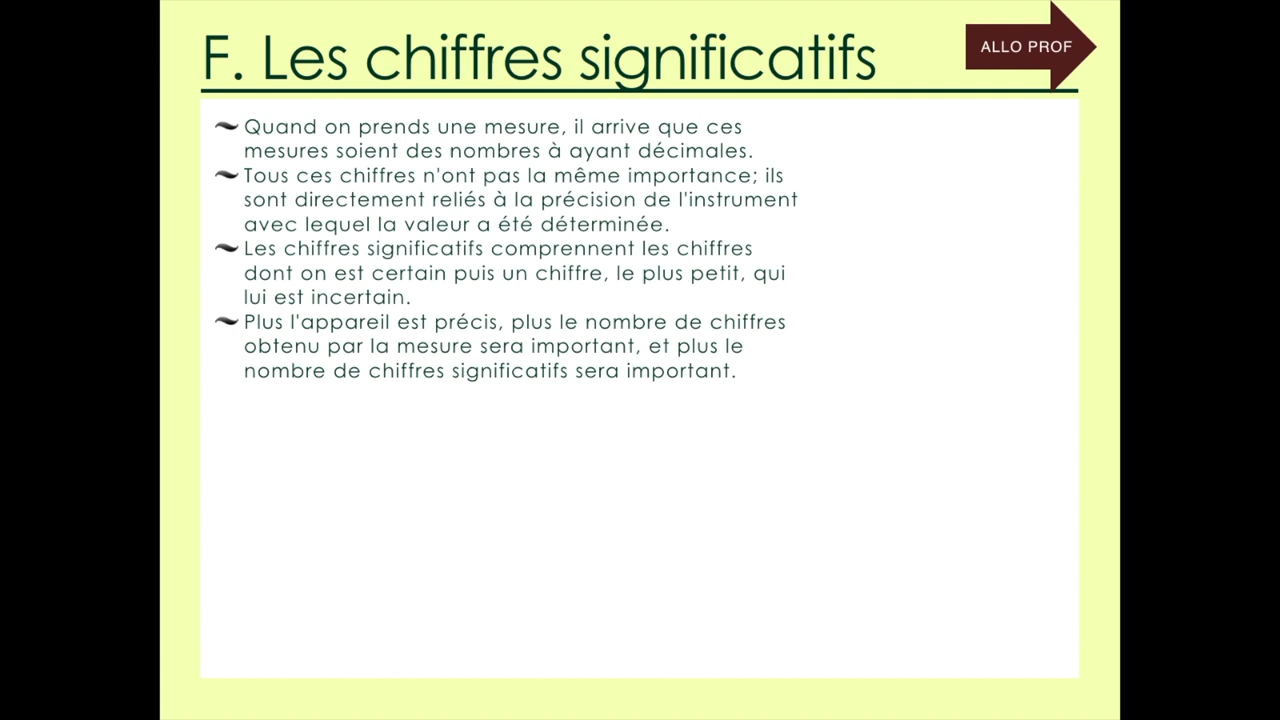 F. Les chiffres significatifs
ALLO PROF
Quand on prends une mesure, il arrive que ces
mesures soient des nombres à ayant décimales.
Tous ces chiffres n'ont pas la même importance; ils
sont directement reliés à la précision de l'instrument
avec lequel la valeur a été déterminée.
Les chiffres significatifs comprennent les chiffres
dont on est certain puis un chiffre, le plus petit, qui
lui est incertain.
Plus l'appareil est précis, plus le nombre de chiffres
obtenu par la mesure sera important, et plus le
nombre de chiffres significatifs sera important.